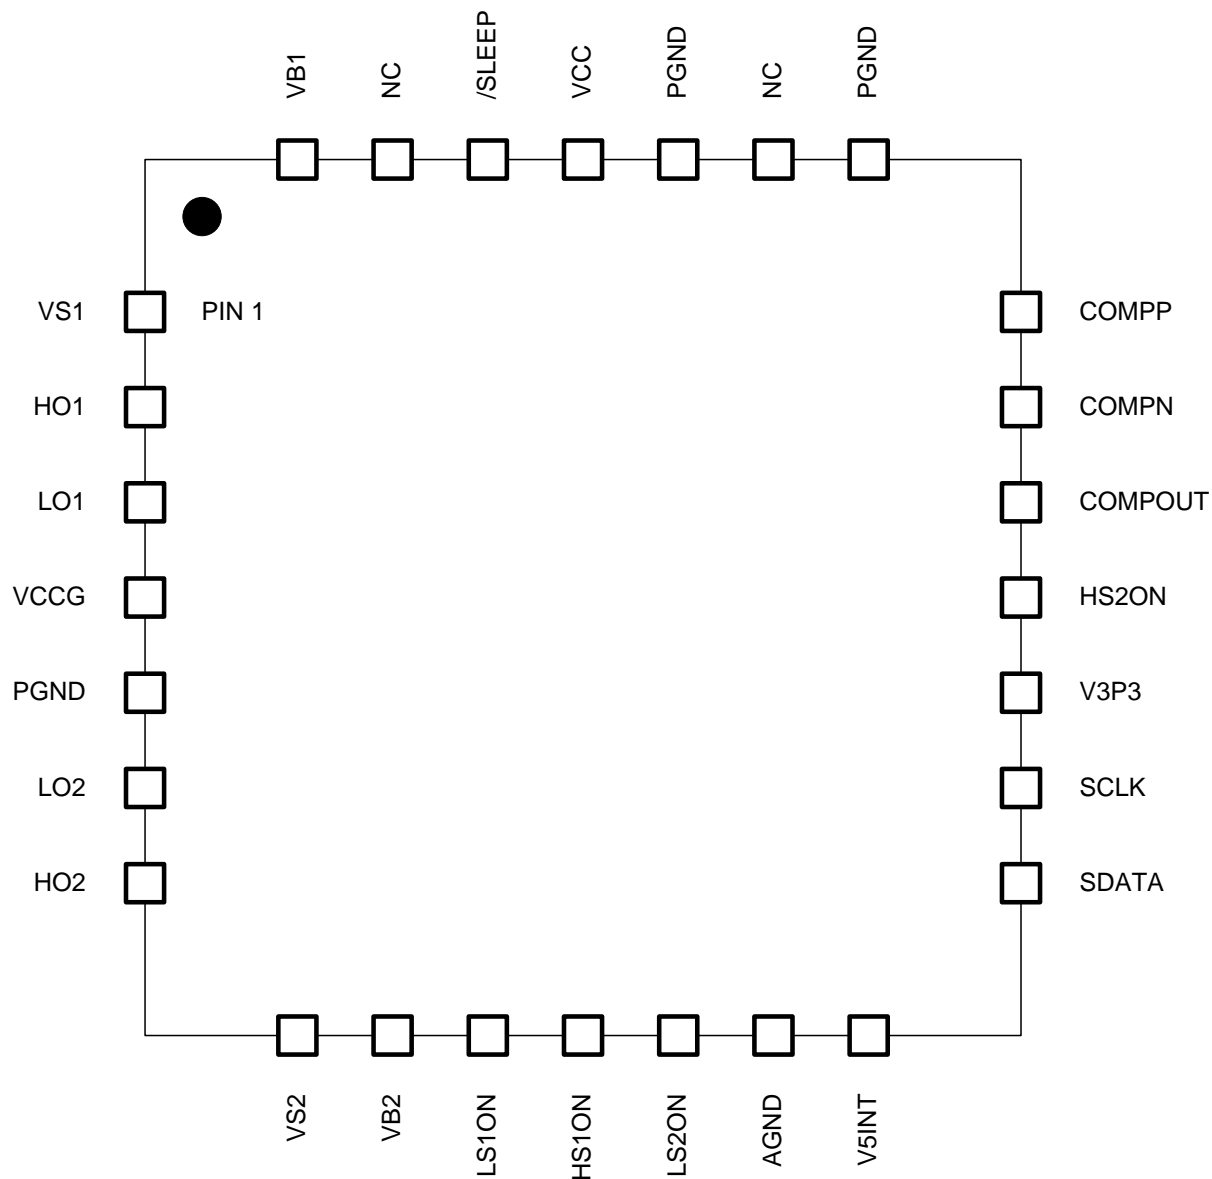 VB1
NC
/SLEEP
VCC
PGND
NC
PGND
VS1
PIN 1
COMPP
HO1
COMPN
LO1
COMPOUT
VCCG
HS2ON
PGND
V3P3
LO2
SCLK
HO2
SDATA
VS2
VB2
LS1ON
HS1ON
LS2ON
AGND
V5INT